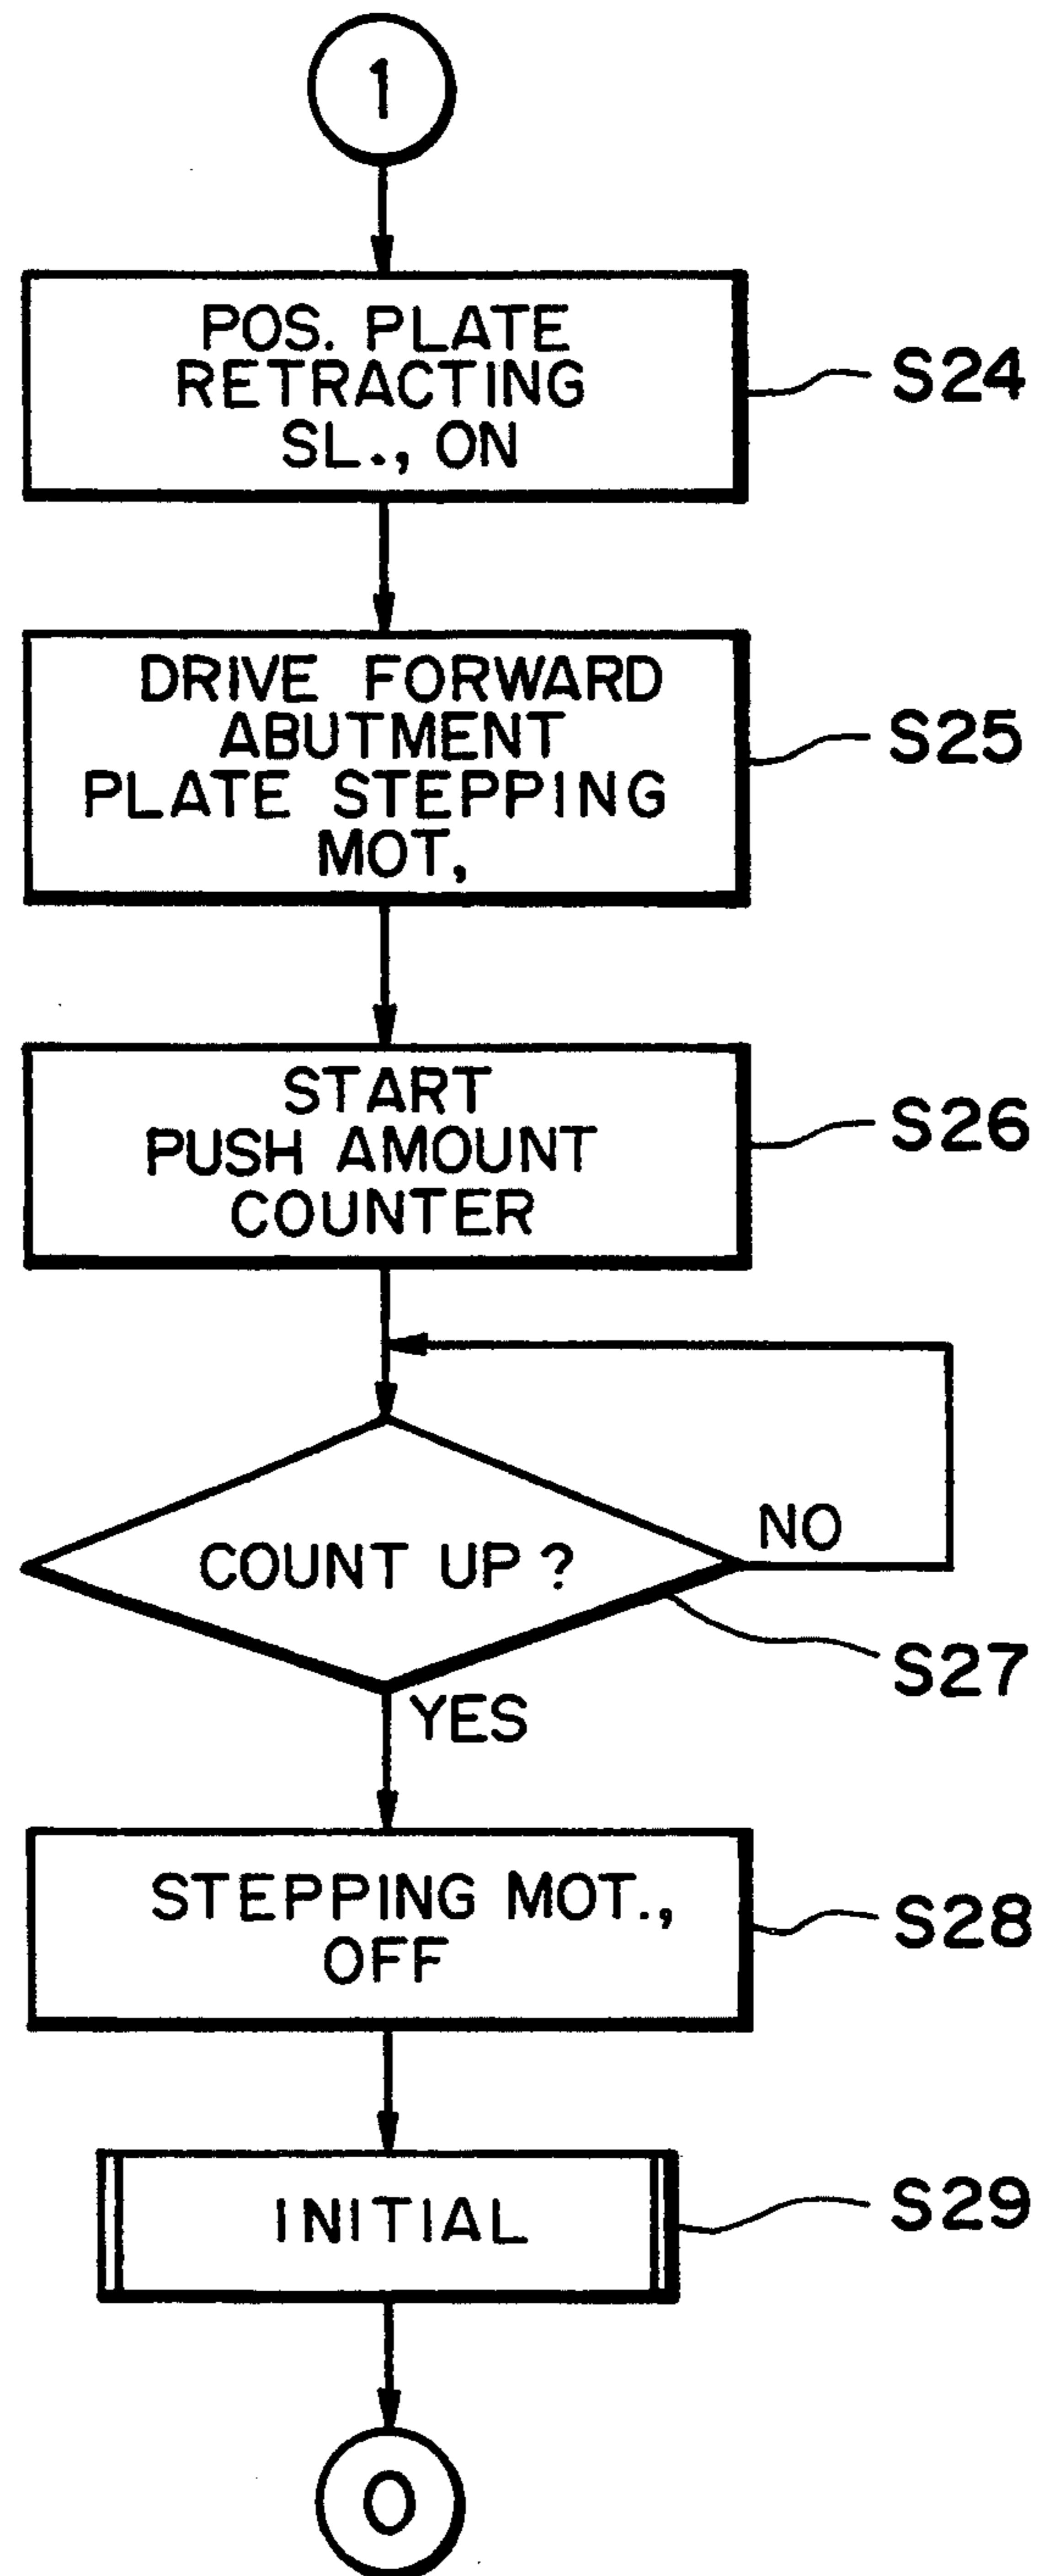 1
POS. PLATE
RETRACTING
SL., ON
S24
DRIVE FORWARD
ABUTMENT
PLATE STEPPING
MOT,
S25
START
PUSH AMOUNT
COUNTER
S26
COUNT UP ?
NO
S27
YES
STEPPING MOT.,
OFF
S28
INITIAL
S29
0